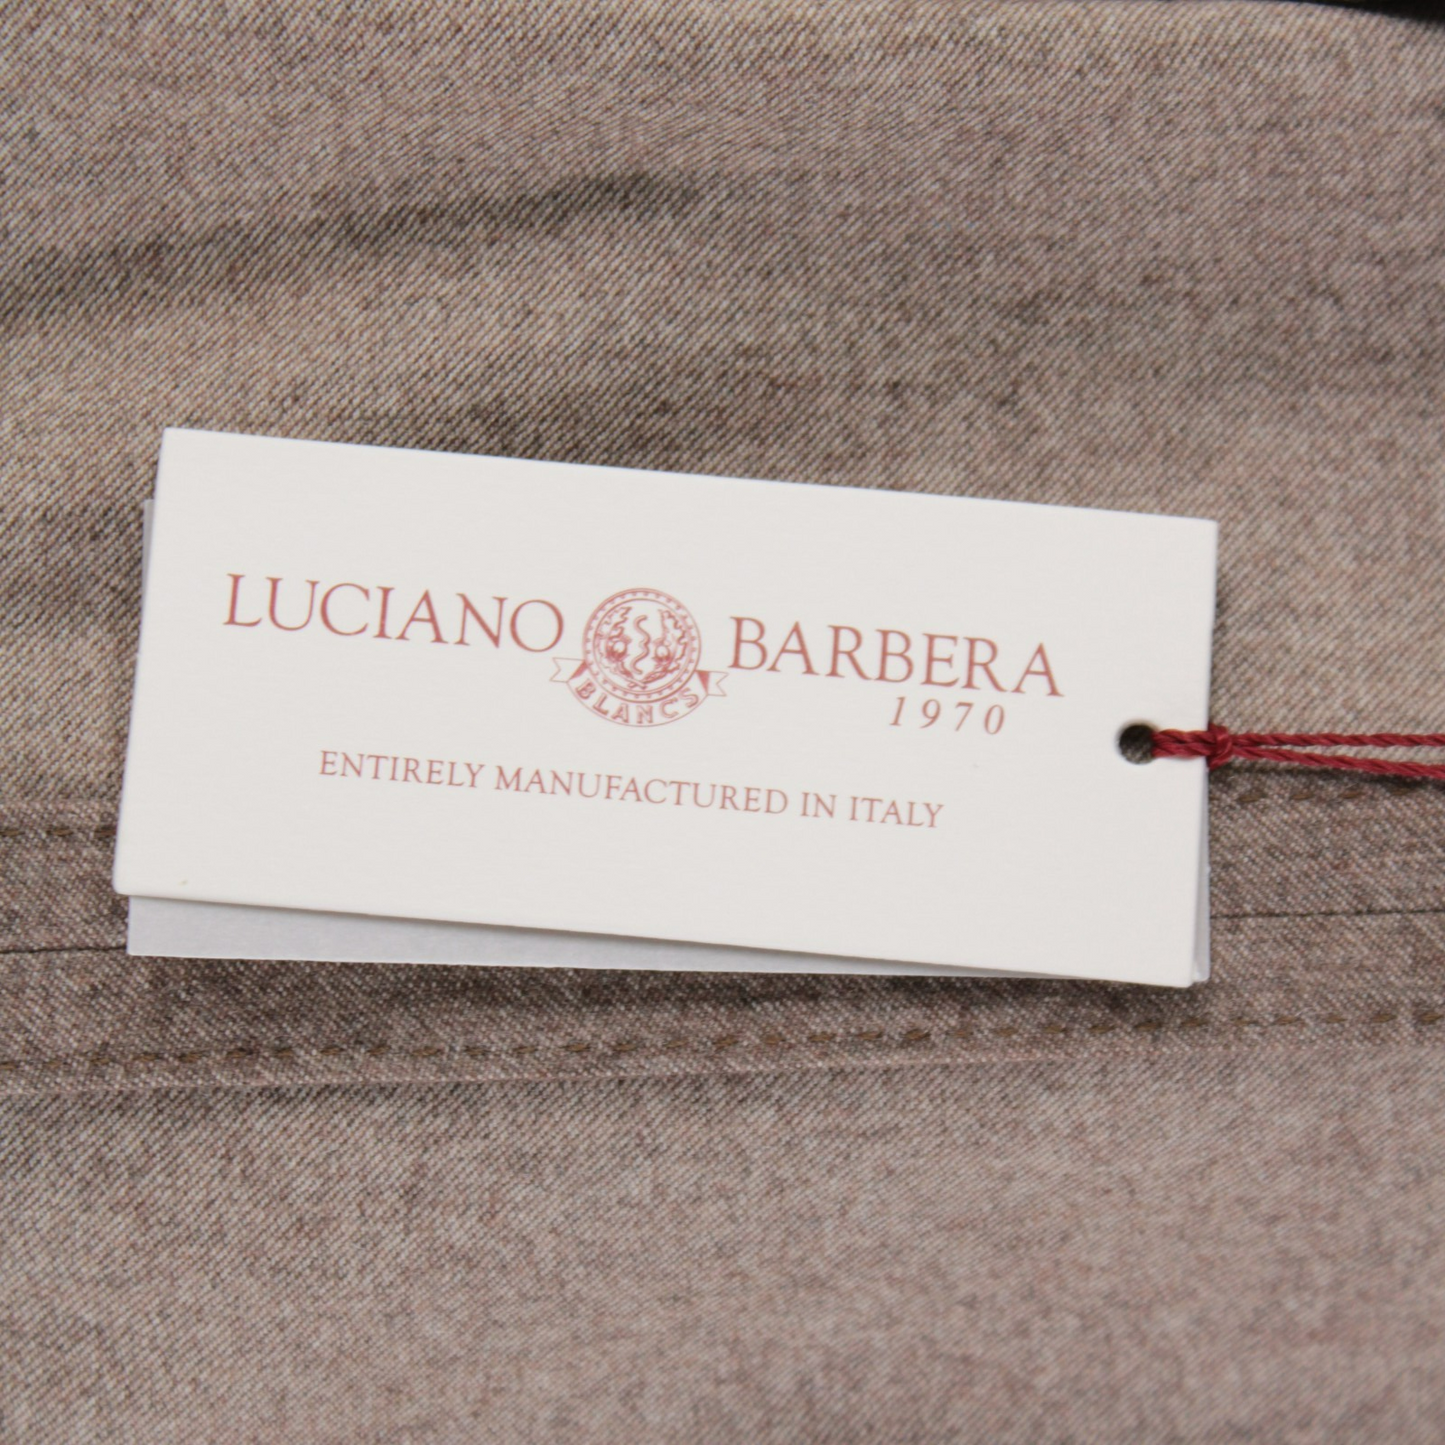 LUCIANO BARBERA
BLANCS
1970
ENTIRELY MANUFACTURED IN ITALY